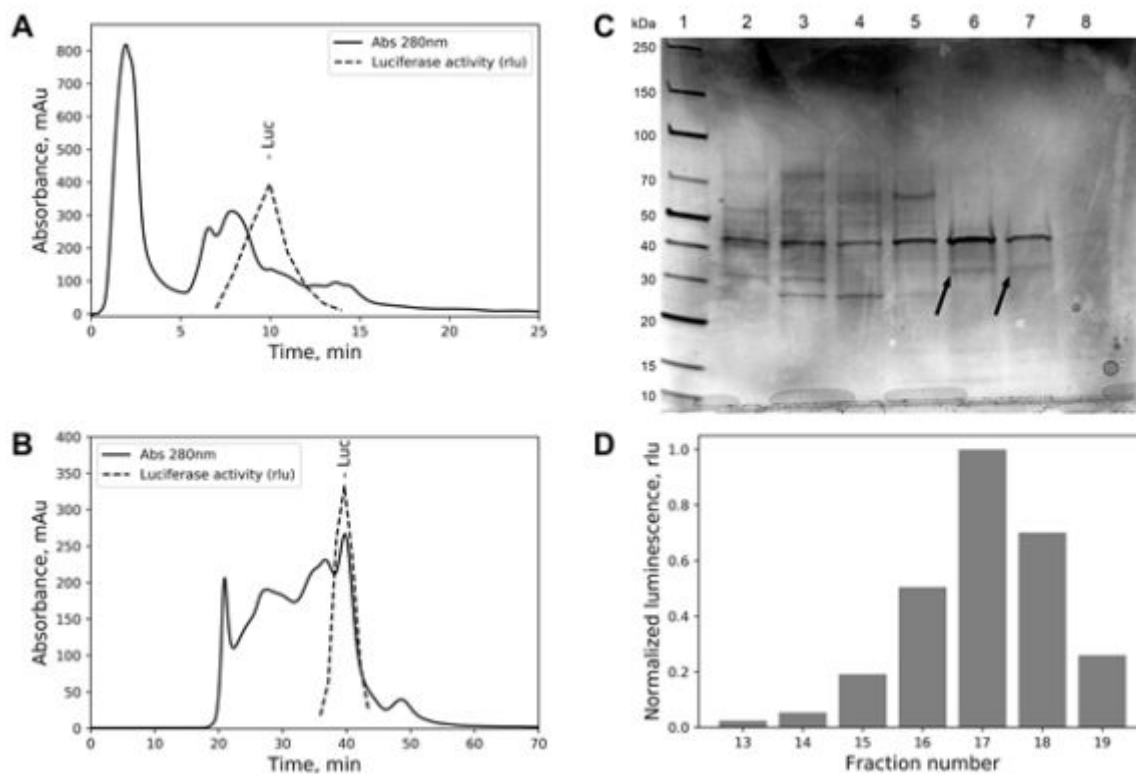 A
Abs 280nm
Luciferase activity (rlu)
Luc
Absorbance, mAu
800
700
600
500
400
300
200
100
0
0 5 10 15 20 25
Time, min
B
Abs 280nm
Luciferase activity (rlu)
Luc
Absorbance, mAu
400
350
300
250
200
150
100
50
0
0 10 20 30 40 50 60 70
Time, min
C
kDa 1 2 3 4 5 6 7 8
250
150
100
70
50
40
30
20
15
10
D
Normalized luminescence, rlu
1.0
0.8
0.6
0.4
0.2
0.0
13 14 15 16 17 18 19
Fraction number